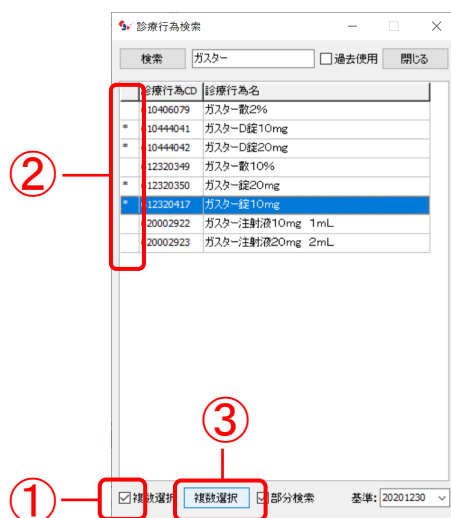 診療行為検索
検索 ガスター 過去使用 閉じる
診療行為CD 診療行為名
610406079 ガスター散2%
* 610444041 ガスターD錠10mg
* 610444042 ガスターD錠20mg
612320349 ガスター散10%
* 612320350 ガスター錠20mg
* 612320417 ガスター錠10mg
620002922 ガスター注射液10mg 1mL
620002923 ガスター注射液20mg 2mL
②
③
①
複数選択 複数選択 部分検索 基準: 20201230